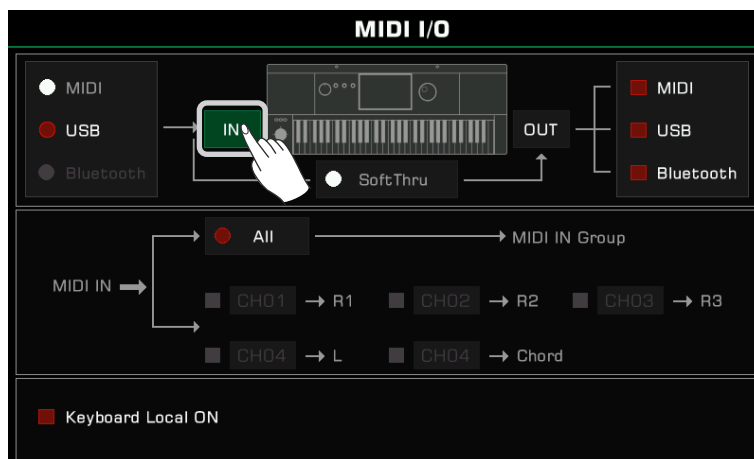 MIDI I/O
MIDI
USB
Bluetooth
IN
SoftThru
OUT
MIDI
USB
Bluetooth
MIDI IN
All
MIDI IN Group
CH01 → R1
CH02 → R2
CH03 → R3
CH04 → L
CH04 → Chord
Keyboard Local ON